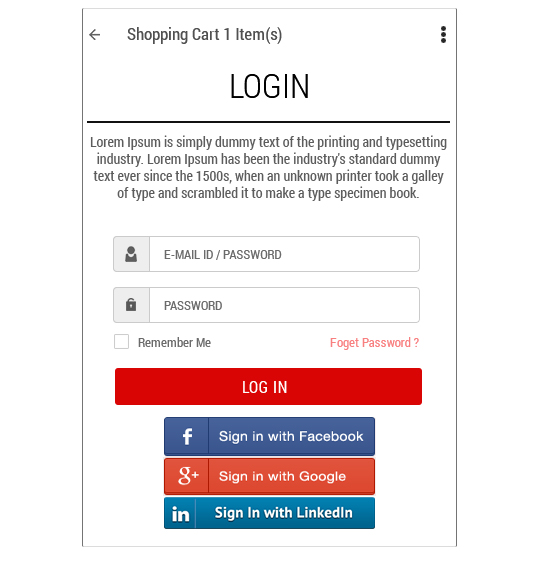 Shopping Cart 1 Item(s)
LOGIN
Lorem Ipsum is simply dummy text of the printing and typesetting
industry. Lorem Ipsum has been the industry's standard dummy
text ever since the 1500s, when an unknown printer took a galley
of type and scrambled it to make a type specimen book.
E-MAIL ID / PASSWORD
PASSWORD
Remember Me Foget Password ?
LOG IN
f Sign in with Facebook
g+ Sign in with Google
in Sign In with LinkedIn